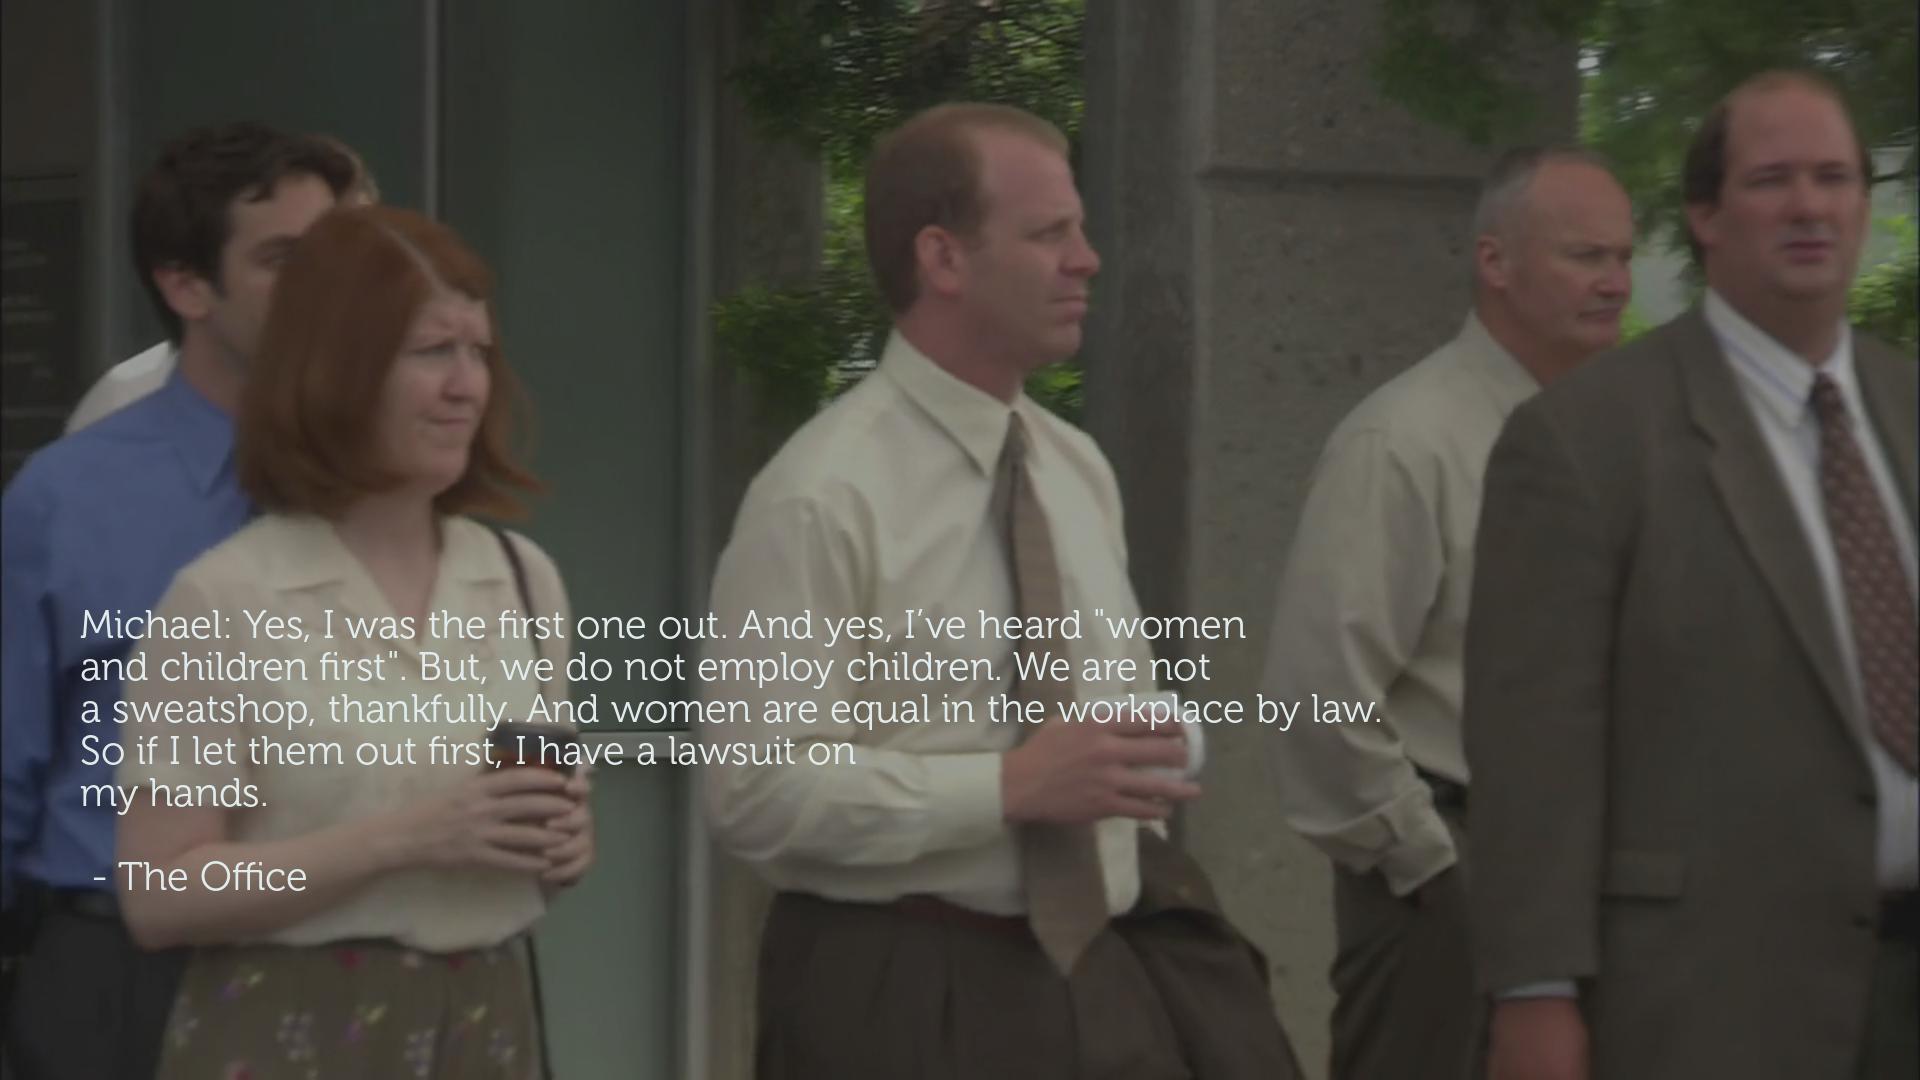 Michael: Yes, I was the first one out. And yes, I’ve heard "women
and children first". But, we do not employ children. We are not
a sweatshop, thankfully. And women are equal in the workplace by law.
So if I let them out first, I have a lawsuit on
my hands.
- The Office